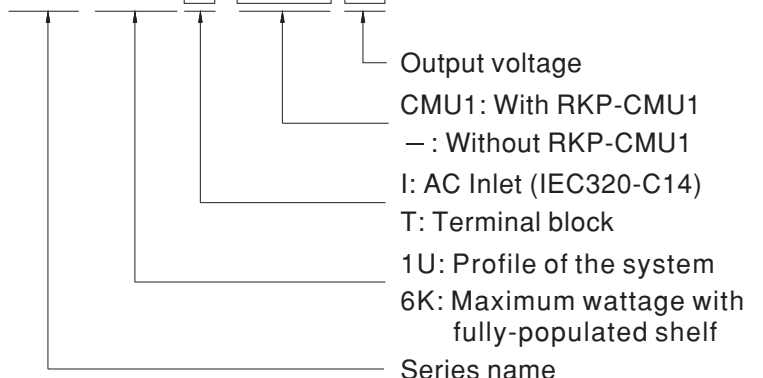 Output voltage
CMU1: With RKP-CMU1
－: Without RKP-CMU1
I: AC Inlet (IEC320-C14)
T: Terminal block
1U: Profile of the system
6K: Maximum wattage with
fully-populated shelf
Series name